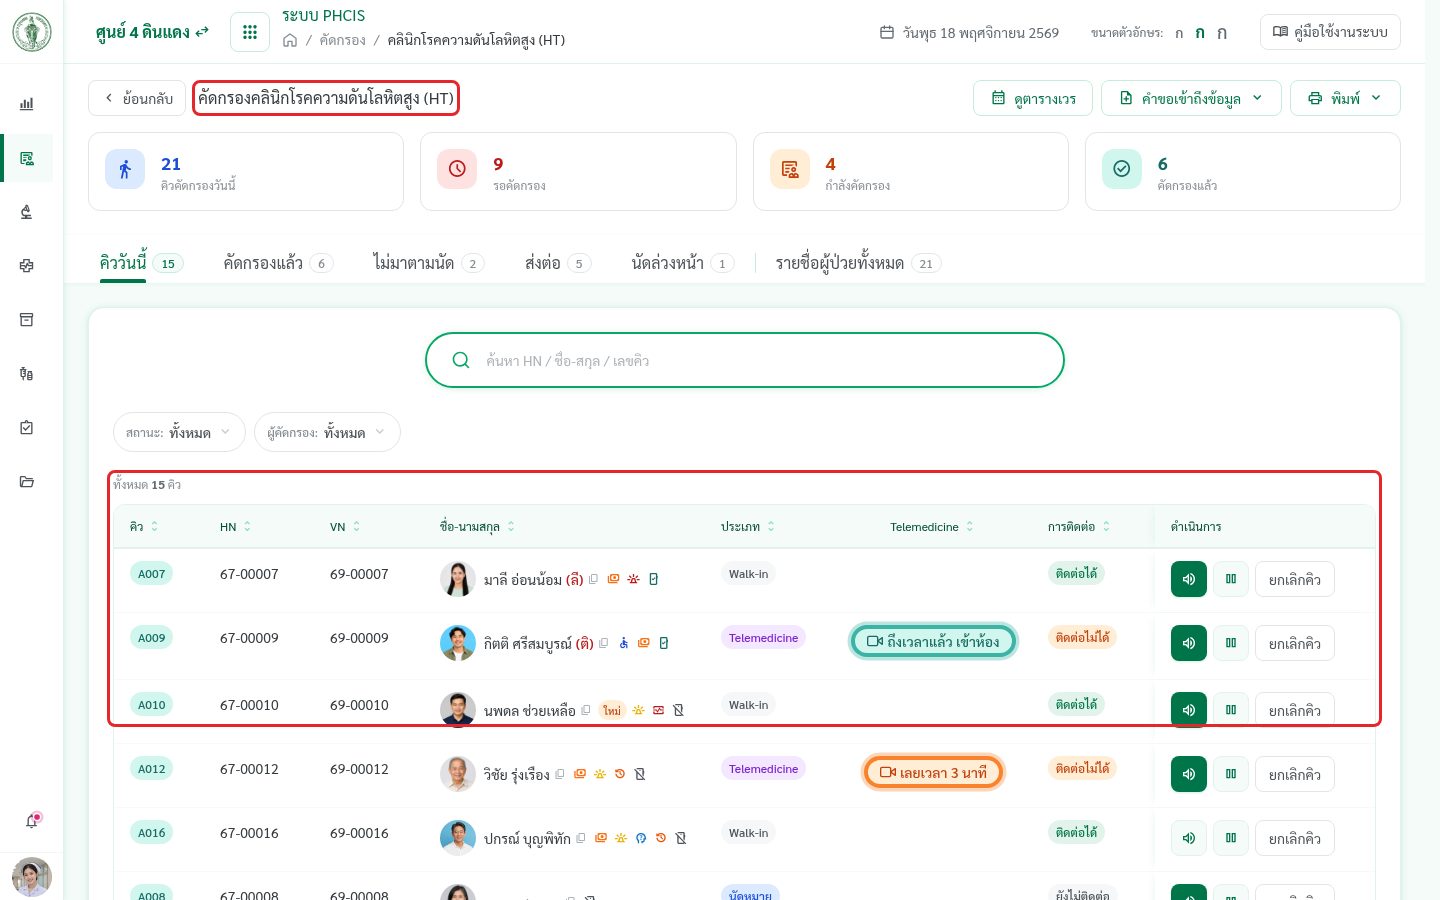 ศูนย์ 4 ดินแดง
ระบบ PHCIS
/ คัดกรอง / คลินิกโรคความดันโลหิตสูง (HT)
วันพุธ 18 พฤศจิกายน 2569
ขนาดตัวอักษร: ก ก ก
คู่มือใช้งานระบบ
ย้อนกลับ
คัดกรองคลินิกโรคความดันโลหิตสูง (HT)
ดูตารางเวร
คำขอเข้าถึงข้อมูล
พิมพ์
21
คิวคัดกรองวันนี้
9
รอคัดกรอง
4
กำลังคัดกรอง
6
คัดกรองแล้ว
คิววันนี้ 15
คัดกรองแล้ว 6
ไม่มาตามนัด 2
ส่งต่อ 5
นัดล่วงหน้า 1
รายชื่อผู้ป่วยทั้งหมด 21
ค้นหา HN / ชื่อ-สกุล / เลขคิว
สถานะ: ทั้งหมด
ผู้คัดกรอง: ทั้งหมด
ทั้งหมด 15 คิว
คิว HN VN ชื่อ-นามสกุล ประเภท Telemedicine การติดต่อ ดำเนินการ
A007 67-00007 69-00007 มาลี อ่อนน้อม (ลี) Walk-in ติดต่อได้ ยกเลิกคิว
A009 67-00009 69-00009 กิตติ ศรีสมบูรณ์ (ติ) Telemedicine ถึงเวลาแล้ว เข้าห้อง ติดต่อไม่ได้ ยกเลิกคิว
A010 67-00010 69-00010 นพดล ช่วยเหลือ ใหม่ Walk-in ติดต่อได้ ยกเลิกคิว
A012 67-00012 69-00012 วิชัย รุ่งเรือง Telemedicine เลยเวลา 3 นาที ติดต่อไม่ได้ ยกเลิกคิว
A016 67-00016 69-00016 ปกรณ์ บุญพิทัก Walk-in ติดต่อได้ ยกเลิกคิว
A008 67-00008 69-00008 นัดหมาย ยังไม่ติดต่อ